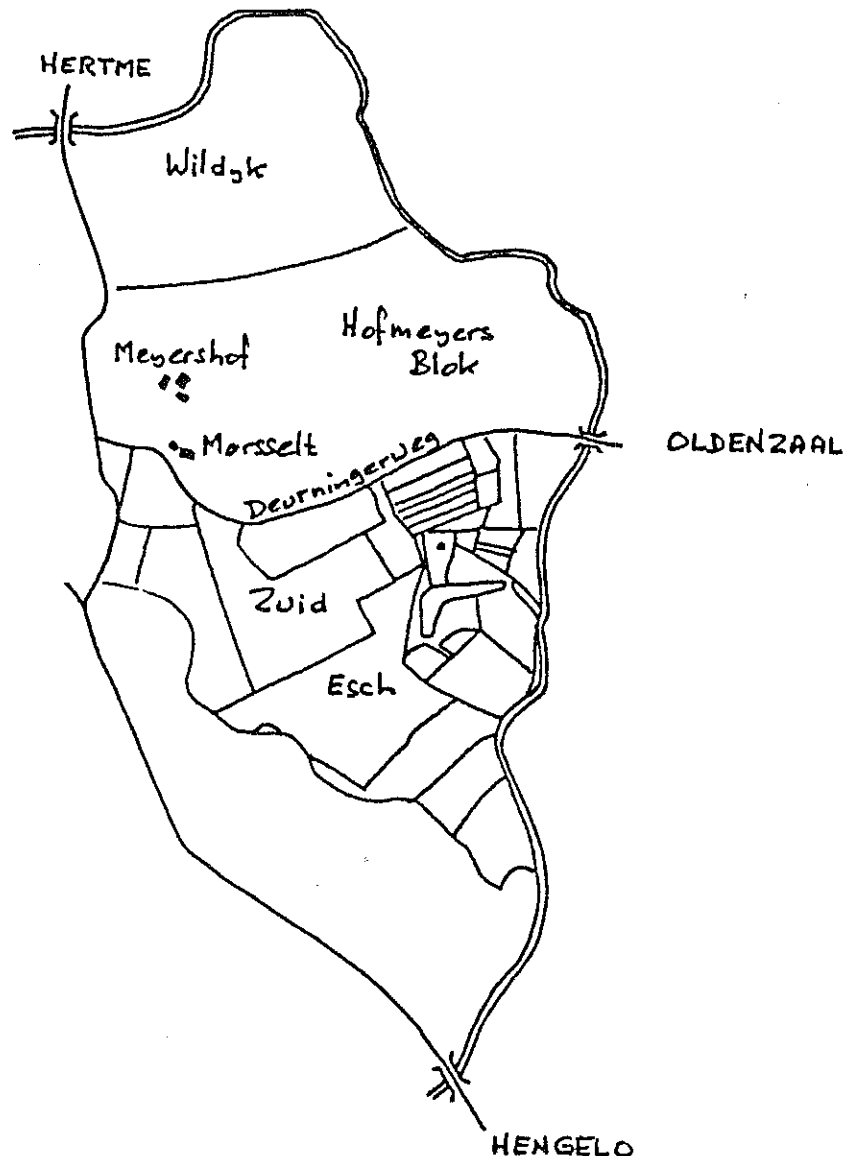 HERTME
Wildyk
Hofmeyers
Blok
Meyershof
Morsselt
OLDENZAAL
Deurningerweg
Zuid
Esch
HENGELO